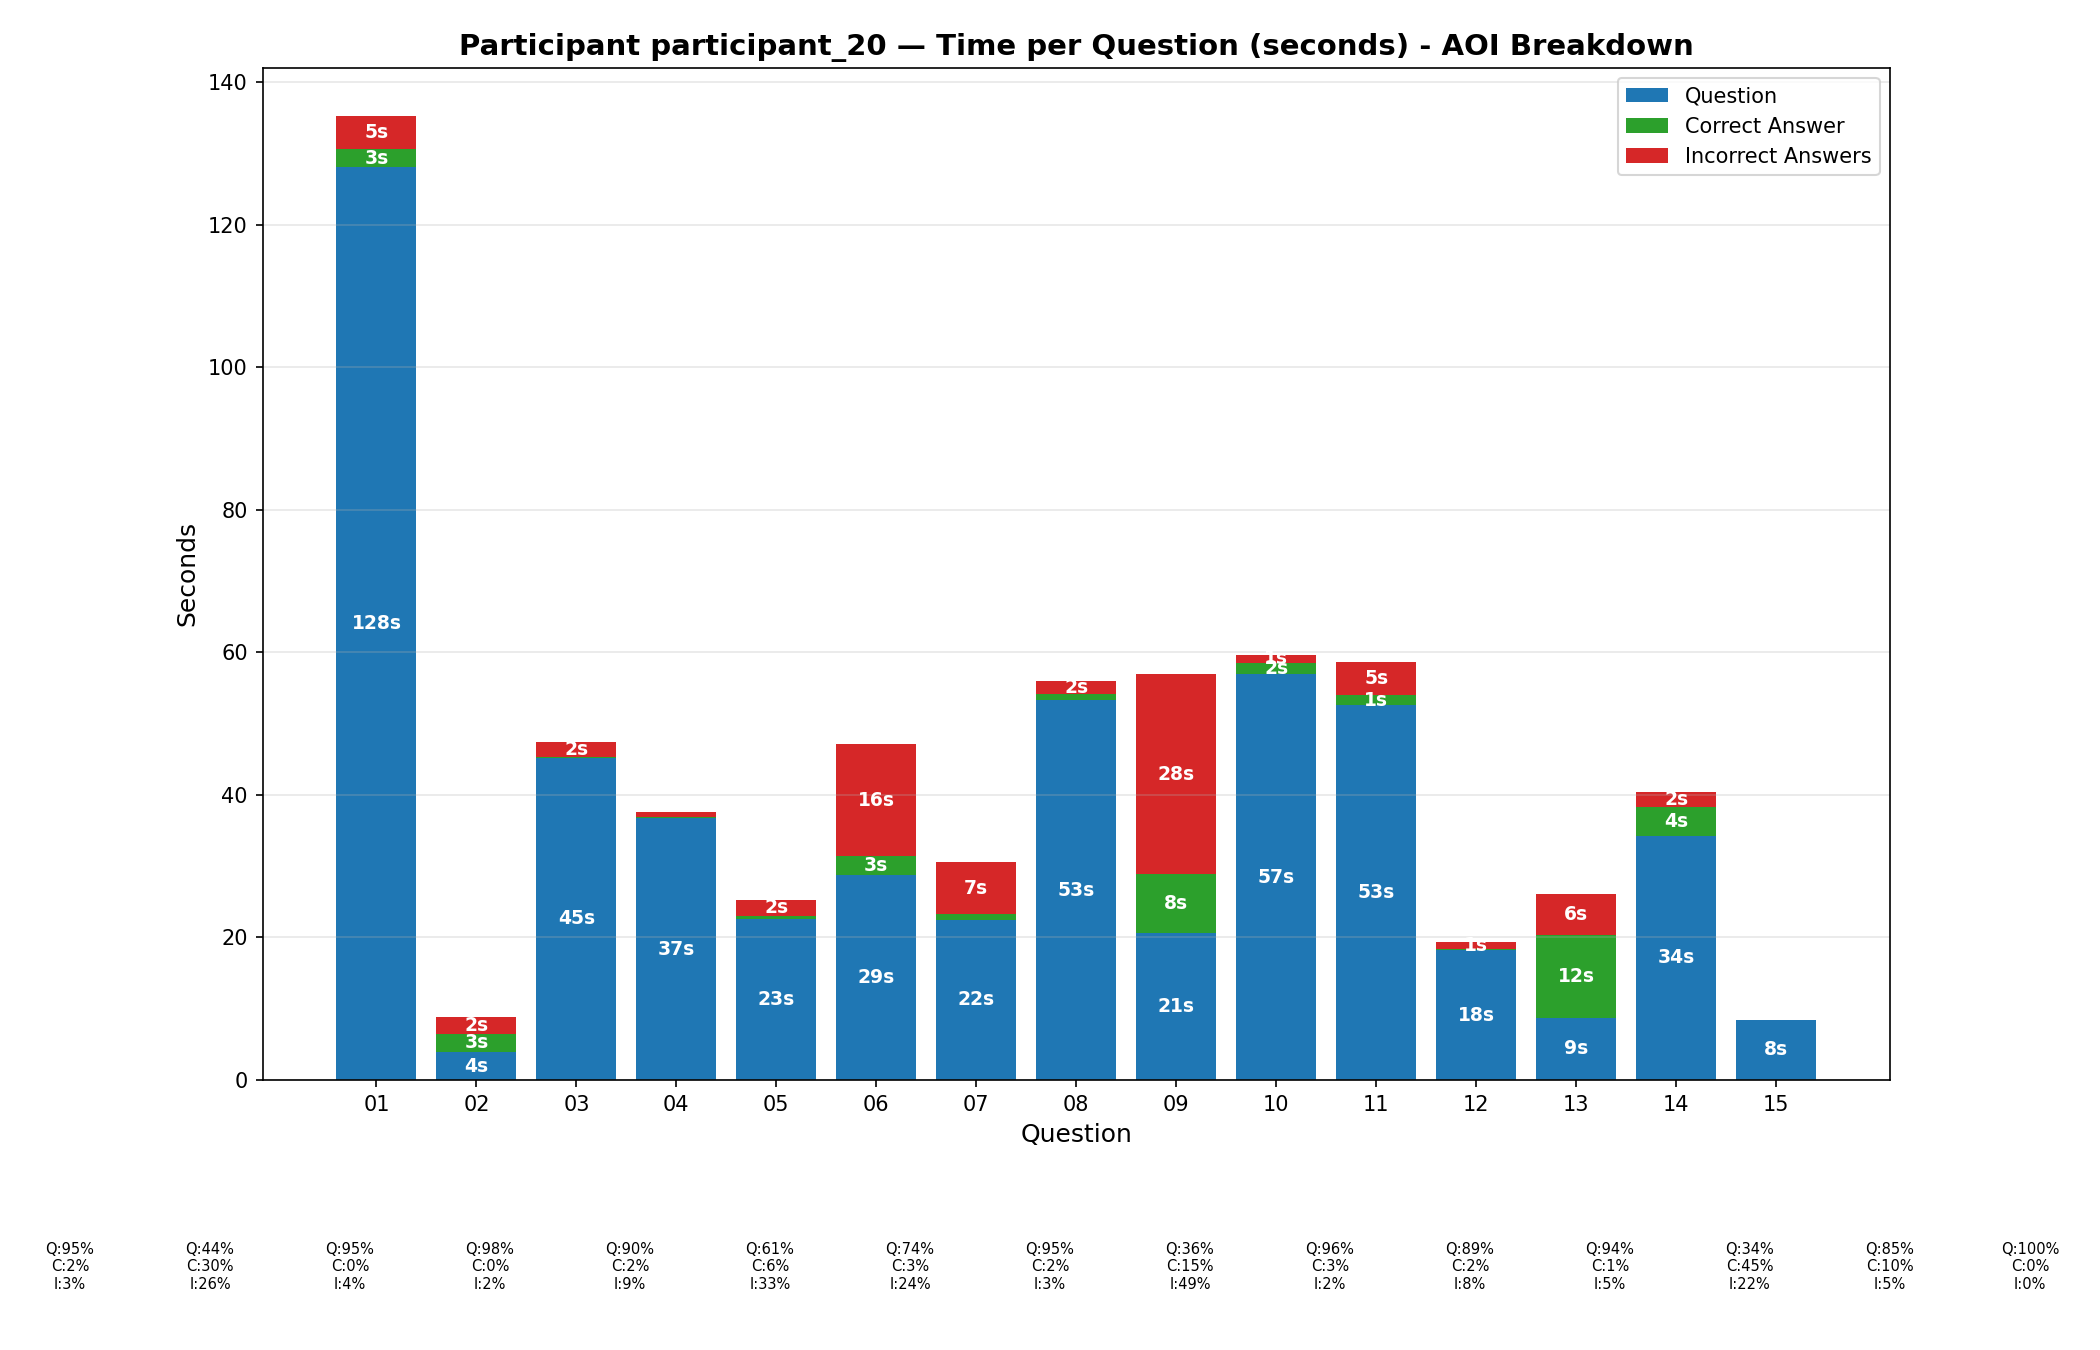 Participant participant_20 — Time per Question (seconds) - AOI Breakdown
Question
Correct Answer
Incorrect Answers
Seconds
140
120
100
80
60
40
20
0
5s
3s
128s
2s
3s
4s
2s
45s
37s
2s
23s
16s
3s
29s
7s
22s
2s
53s
28s
8s
21s
1s
2s
57s
5s
1s
53s
1s
18s
6s
12s
9s
2s
4s
34s
8s
01 02 03 04 05 06 07 08 09 10 11 12 13 14 15
Question
Q:95% Q:44% Q:95% Q:98% Q:90% Q:61% Q:74% Q:95% Q:36% Q:96% Q:89% Q:94% Q:34% Q:85% Q:100%
C:2% C:30% C:0% C:0% C:2% C:6% C:3% C:2% C:15% C:3% C:2% C:1% C:45% C:10% C:0%
I:3% I:26% I:4% I:2% I:9% I:33% I:24% I:3% I:49% I:2% I:8% I:5% I:22% I:5% I:0%